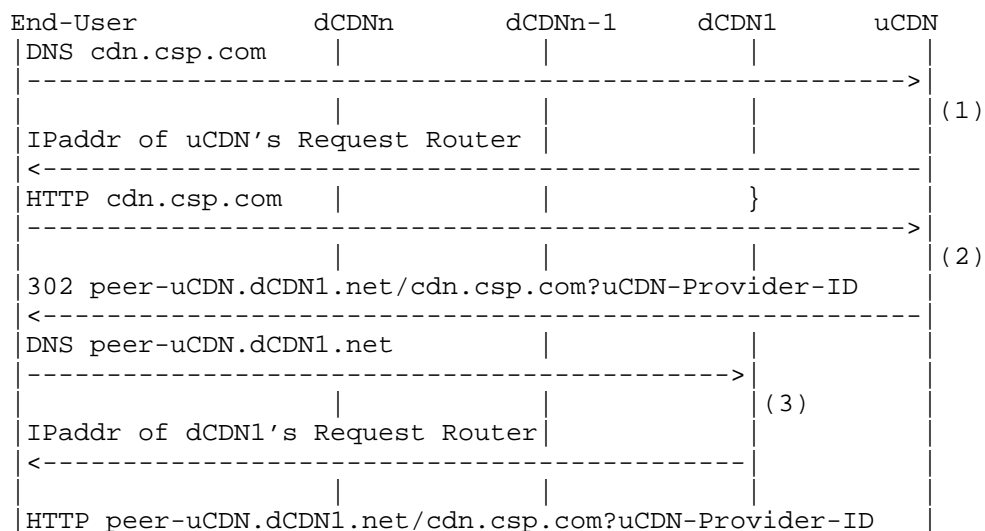 End-User dCDNn dCDNn-1 dCDN1 uCDN
|DNS cdn.csp.com | | | |
|-------------------------------------------------------->|
| | | | |(1)
|IPaddr of uCDN's Request Router | | |
|<--------------------------------------------------------|
|HTTP cdn.csp.com | | } |
|-------------------------------------------------------->|
| | | | |(2)
|302 peer-uCDN.dCDN1.net/cdn.csp.com?uCDN-Provider-ID |
|<--------------------------------------------------------|
|DNS peer-uCDN.dCDN1.net | | |
|--------------------------------------------->| |
| | | |(3) |
|IPaddr of dCDN1's Request Router| | |
|<---------------------------------------------| |
| | | | |
|HTTP peer-uCDN.dCDN1.net/cdn.csp.com?uCDN-Provider-ID |